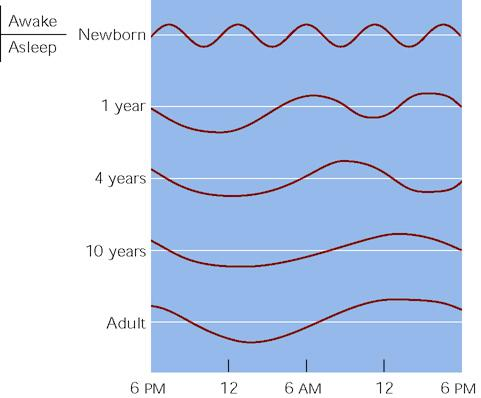 Awake
Asleep
Newborn
1 year
4 years
10 years
Adult
6 PM 12 6 AM 12 6 PM